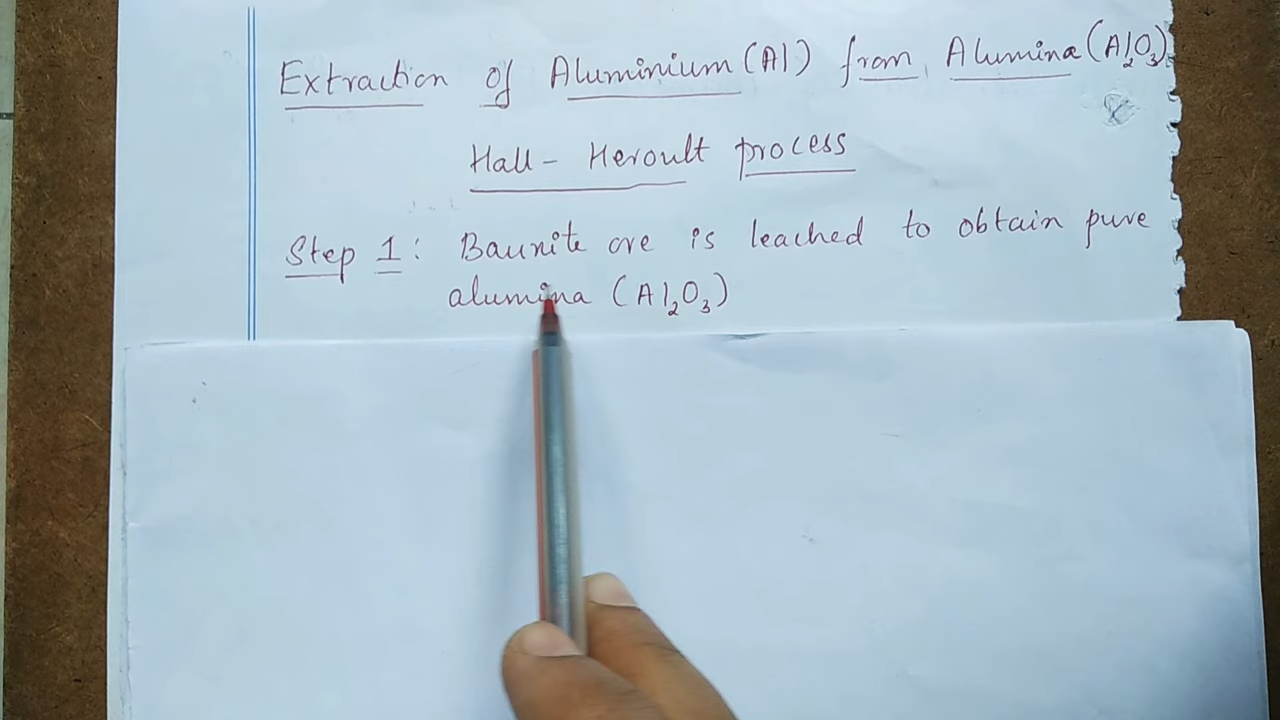 Extraction of Aluminium (Al) from Alumina (Al₂O₃)
Hall - Heroult process
Step 1: Bauxite ore is leached to obtain pure
alumina (Al₂O₃)